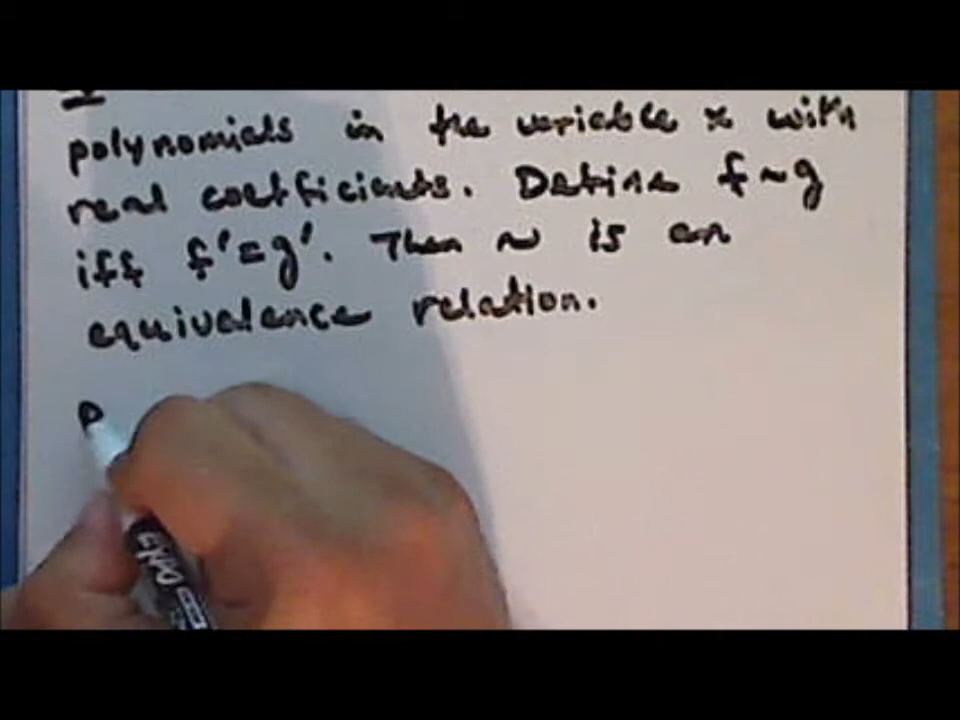 polynomials in the variable x with
real coefficients. Define f ~ g
iff f' = g'. Then ~ is an
equivalence relation.
P